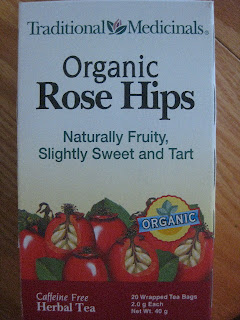 Traditional Medicinals®
Organic
Rose Hips
Naturally Fruity,
Slightly Sweet and Tart
ORGANIC
Caffeine Free
Herbal Tea
20 Wrapped Tea Bags
2.0 g Each
Net Wt. 40 g